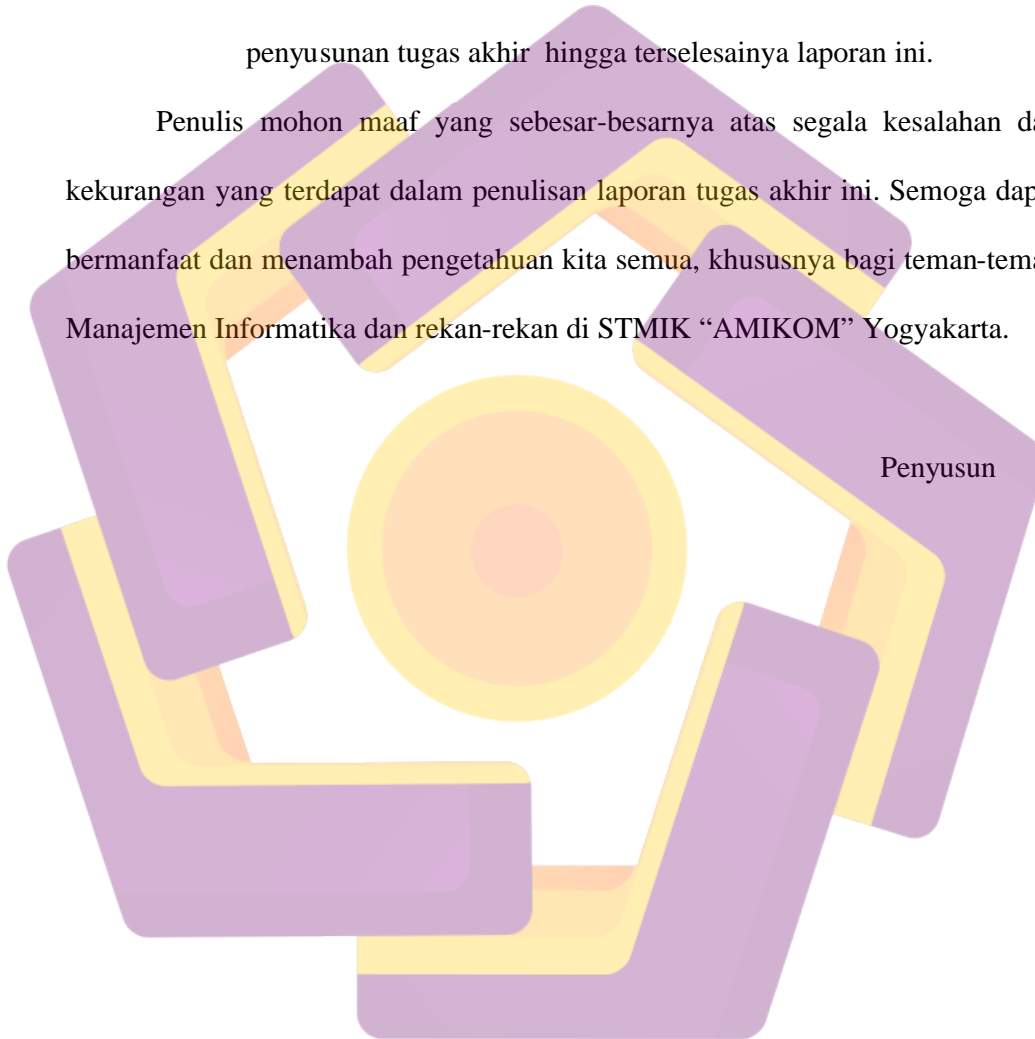 penyusunan tugas akhir hingga terselesainya laporan ini.
Penulis mohon maaf yang sebesar-besarnya atas segala kesalahan da
kekurangan yang terdapat dalam penulisan laporan tugas akhir ini. Semoga dap
bermanfaat dan menambah pengetahuan kita semua, khususnya bagi teman-tema
Manajemen Informatika dan rekan-rekan di STMIK “AMIKOM” Yogyakarta.
Penyusun